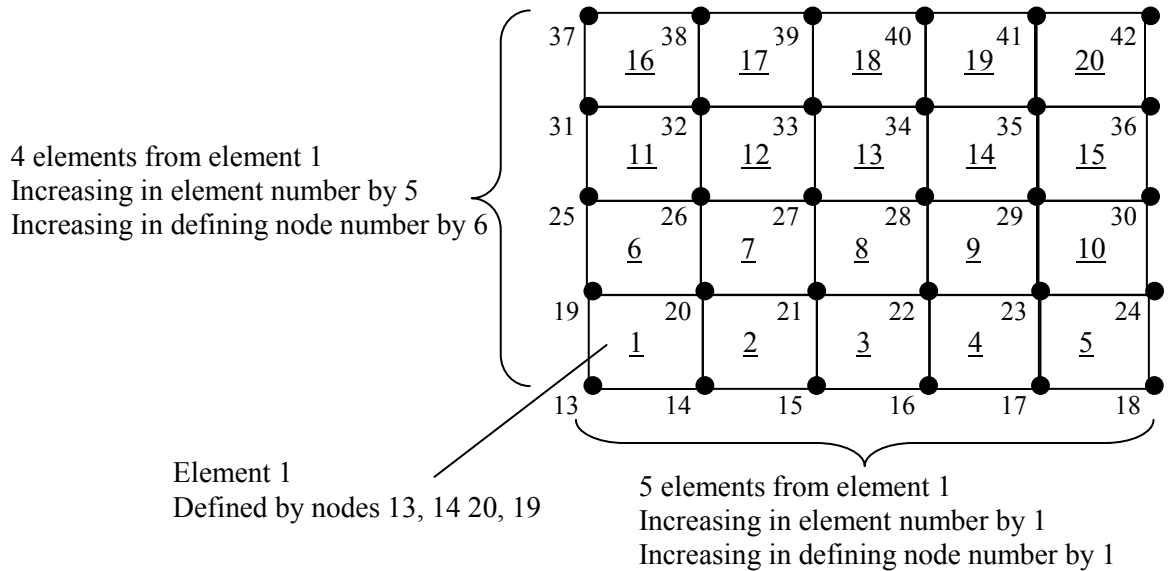 37 38 39 40 41 42
16 17 18 19 20
31 32 33 34 35 36
11 12 13 14 15
4 elements from element 1
Increasing in element number by 5
Increasing in defining node number by 6
25 26 27 28 29 30
6 7 8 9 10
19 20 21 22 23 24
1 2 3 4 5
13 14 15 16 17 18
Element 1
Defined by nodes 13, 14 20, 19
5 elements from element 1
Increasing in element number by 1
Increasing in defining node number by 1